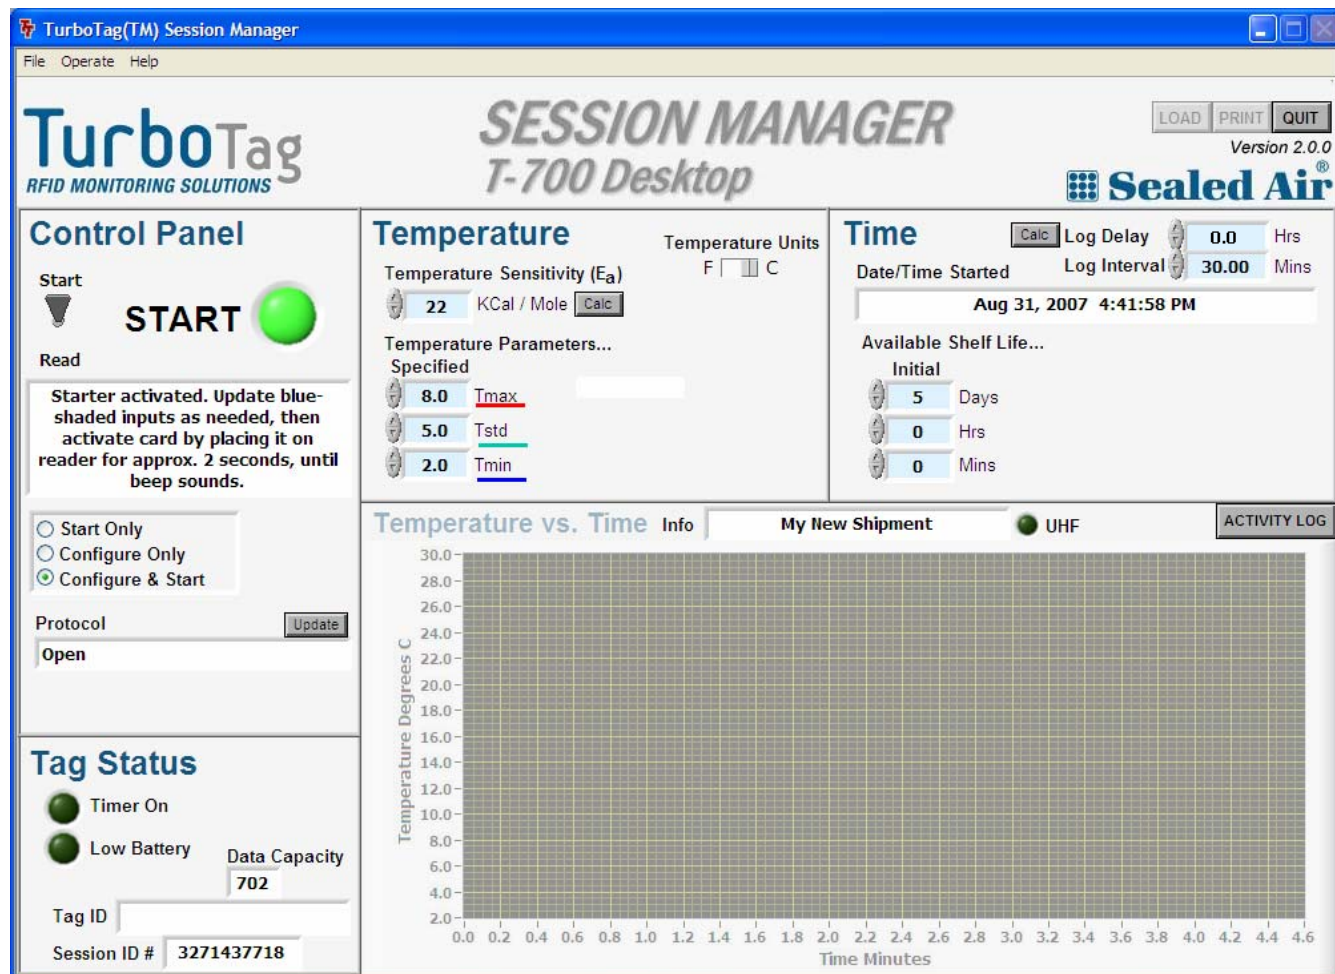 TurboTag(TM) Session Manager
File Operate Help
TurboTag
RFID MONITORING SOLUTIONS
SESSION MANAGER
T-700 Desktop
LOAD PRINT QUIT
Version 2.0.0
Sealed Air®
Control Panel
Start
START
Read
Starter activated. Update blue-
shaded inputs as needed, then
activate card by placing it on
reader for approx. 2 seconds, until
beep sounds.
Start Only
Configure Only
Configure & Start
Protocol Update
Open
Tag Status
Timer On
Low Battery
Data Capacity
702
Tag ID
Session ID # 3271437718
Temperature
Temperature Units
F C
Temperature Sensitivity (Ea)
22 KCal / Mole Calc
Temperature Parameters...
Specified
8.0 Tmax
5.0 Tstd
2.0 Tmin
Time
Calc Log Delay 0.0 Hrs
Log Interval 30.00 Mins
Date/Time Started
Aug 31, 2007 4:41:58 PM
Available Shelf Life...
Initial
5 Days
0 Hrs
0 Mins
Temperature vs. Time Info My New Shipment UHF ACTIVITY LOG
Temperature Degrees C
30.0
28.0
26.0
24.0
22.0
20.0
18.0
16.0
14.0
12.0
10.0
8.0
6.0
4.0
2.0
0.0 0.2 0.4 0.6 0.8 1.0 1.2 1.4 1.6 1.8 2.0 2.2 2.4 2.6 2.8 3.0 3.2 3.4 3.6 3.8 4.0 4.2 4.4 4.6
Time Minutes